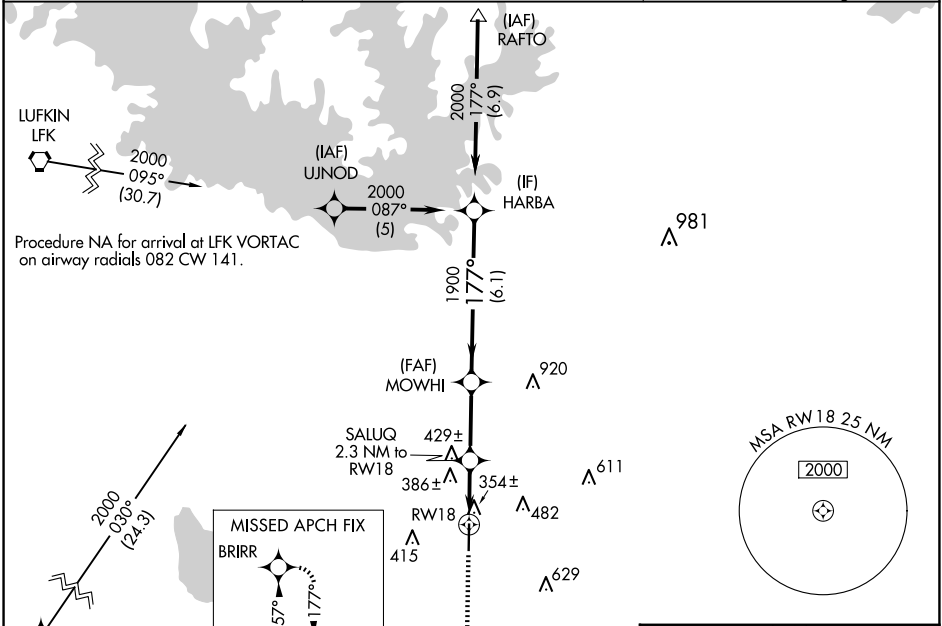 (IAF)
RAFTO
2000
177°
(6.9)
LUFKIN
LFK
2000
095°
(30.7)
(IAF)
UJNOD
2000
087°
(5)
(IF)
HARBA
981
Procedure NA for arrival at LFK VORTAC
on airway radials 082 CW 141.
1900
177°
(6.1)
(FAF)
MOWHI
920
SALUQ
2.3 NM to
RW18
429±
386±
354±
611
482
RW18
415
629
MSA RW18 25 NM
2000
2000
030°
(24.3)
MISSED APCH FIX
BRIRR
177°